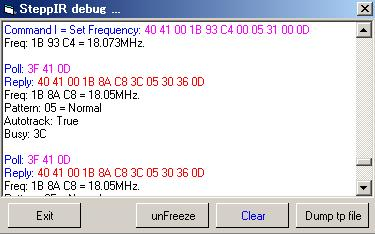 SteppIR debug ...
Command I = Set Frequency: 40 41 00 1B 93 C4 00 05 31 00 0D
Freq: 1B 93 C4 = 18.073MHz.
Poll: 3F 41 0D
Reply: 40 41 00 1B 8A C8 3C 05 30 36 0D
Freq: 1B 8A C8 = 18.05MHz.
Pattern: 05 = Normal
Autotrack: True
Busy: 3C
Poll: 3F 41 0D
Reply: 40 41 00 1B 8A C8 3C 05 30 36 0D
Freq: 1B 8A C8 = 18.05MHz.
Exit unFreeze Clear Dump tp file